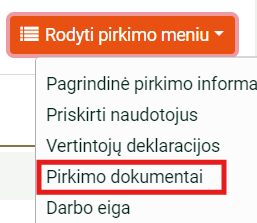 Rodyti pirkimo meniu
Pagrindinė pirkimo informa
Priskirti naudotojus
Vertintojų deklaracijos
Pirkimo dokumentai
Darbo eiga